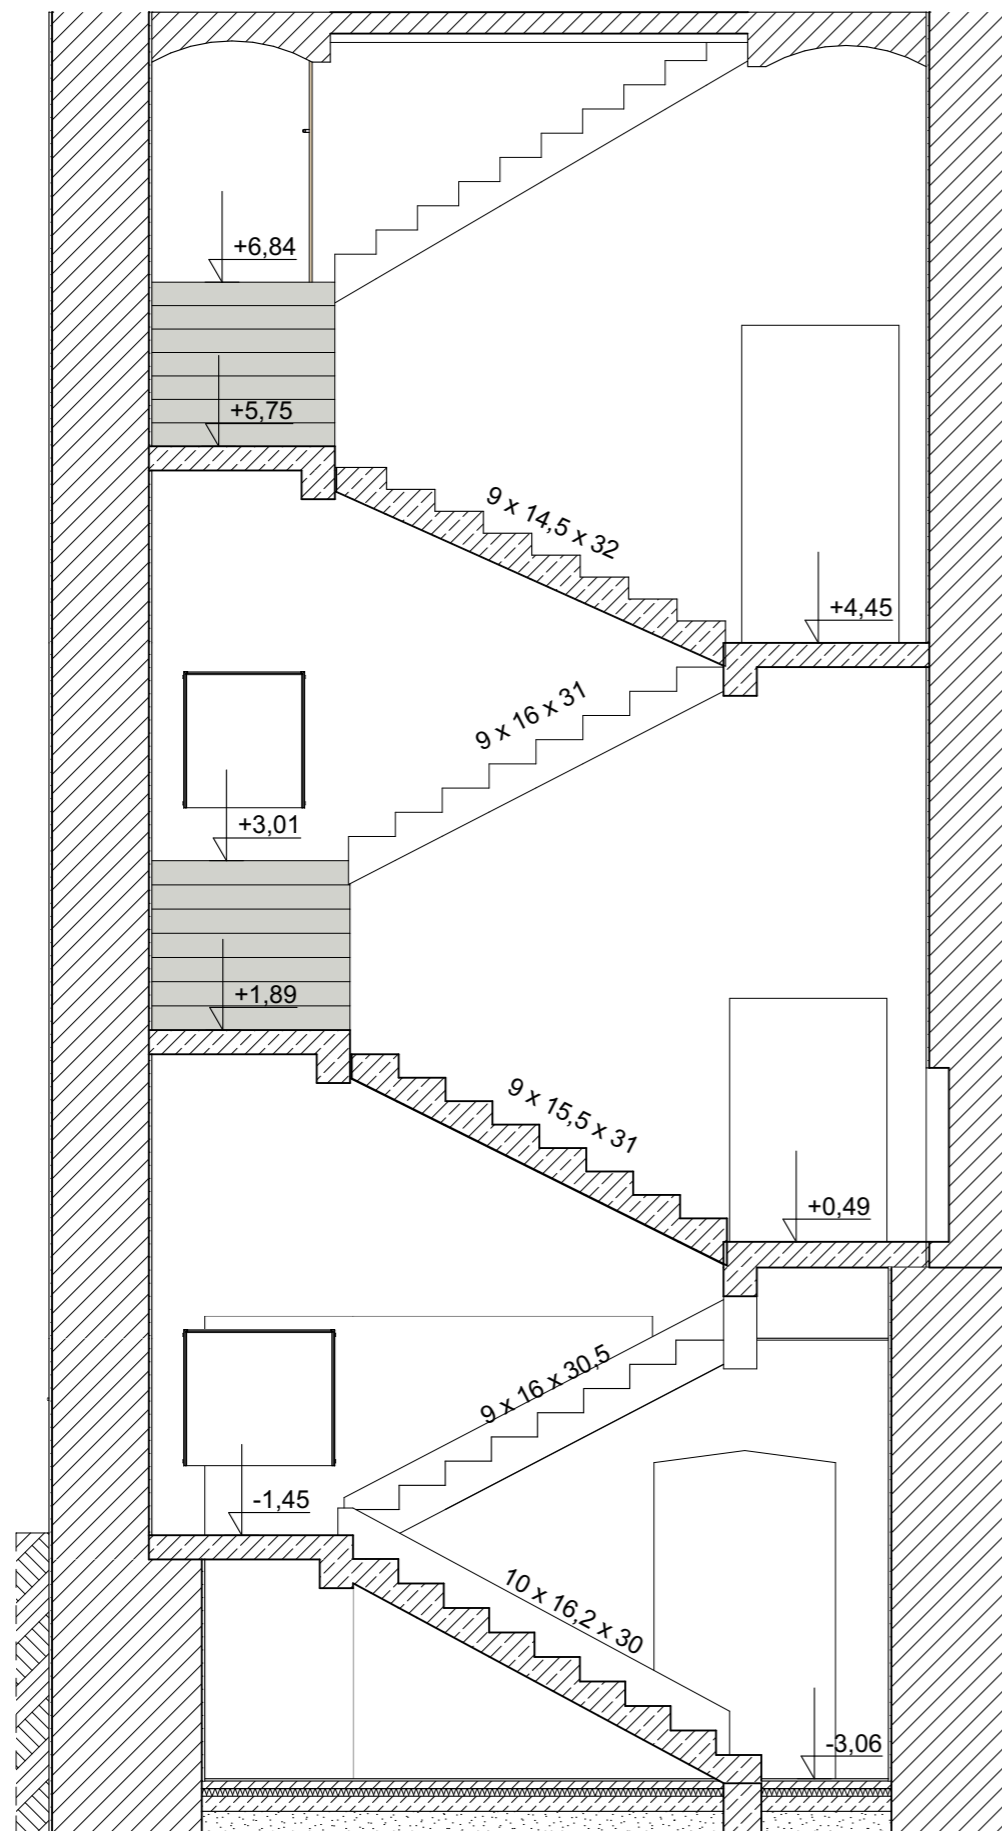 +6,84
+5,75
9 x 14,5 x 32
+4,45
9 x 16 x 31
+3,01
+1,89
9 x 15,5 x 31
+0,49
9 x 16 x 30,5
-1,45
10 x 16,2 x 30
-3,06